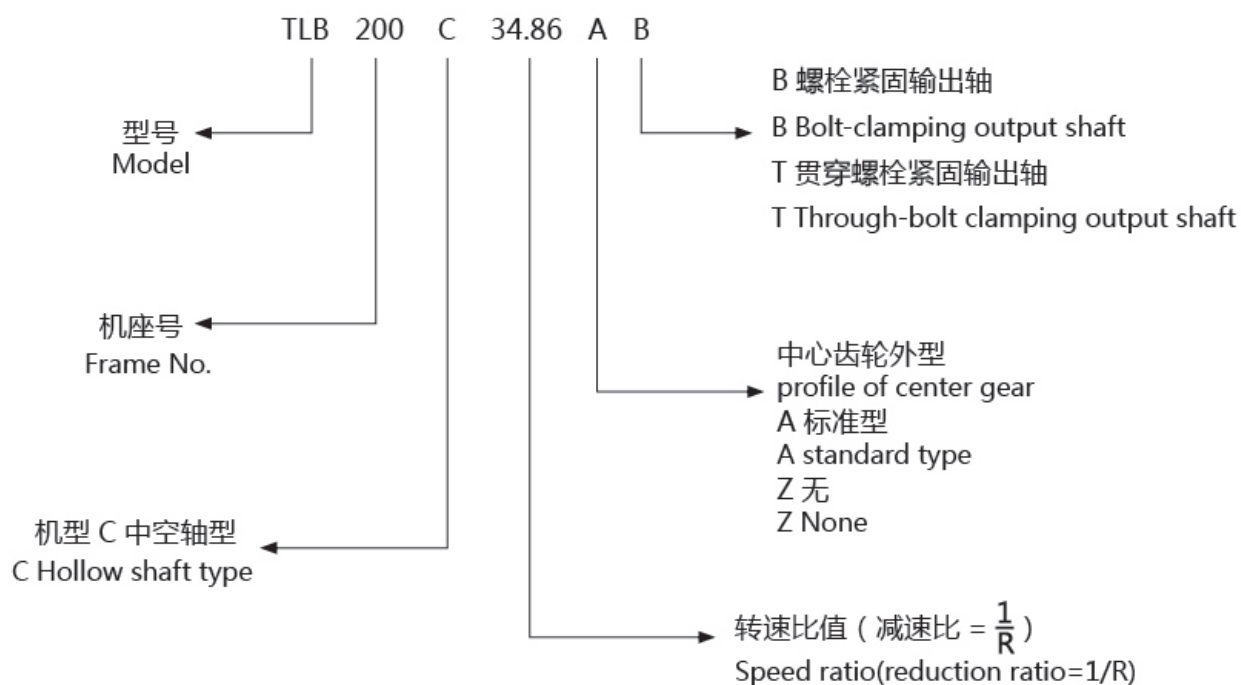 TLB 200 C 34.86 A B
B 螺栓紧固输出轴
B Bolt-clamping output shaft
T 贯穿螺栓紧固输出轴
T Through-bolt clamping output shaft
型号
Model
机座号
Frame No.
中心齿轮外型
profile of center gear
A 标准型
A standard type
Z 无
Z None
机型 C 中空轴型
C Hollow shaft type
转速比值 ( 减速比 = 1/R )
Speed ratio(reduction ratio=1/R)